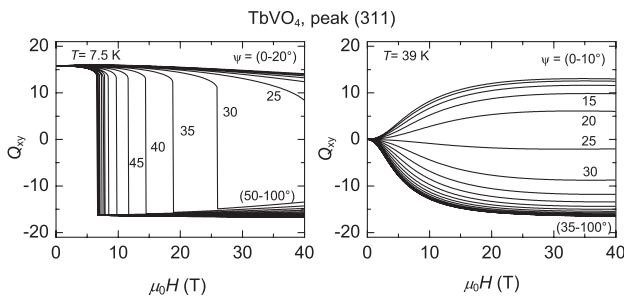 TbVO₄, peak (311)
T= 7.5 K
ψ = (0-20°)
25
30
35
40
45
(50-100°)
20
10
0
-10
-20
Qxy
0 10 20 30 40
μ₀H (T)
T= 39 K
ψ = (0-10°)
15
20
25
30
(35-100°)
20
10
0
-10
-20
Qxy
0 10 20 30 40
μ₀H (T)